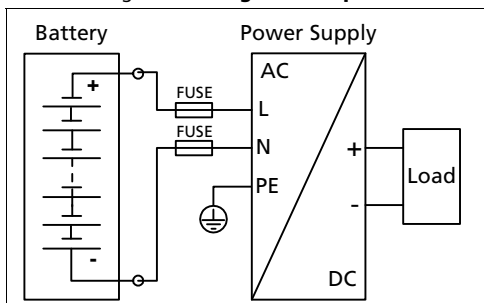 Battery
Power Supply
AC
+
FUSE
L
FUSE
N
+
PE
Load
-
-
DC